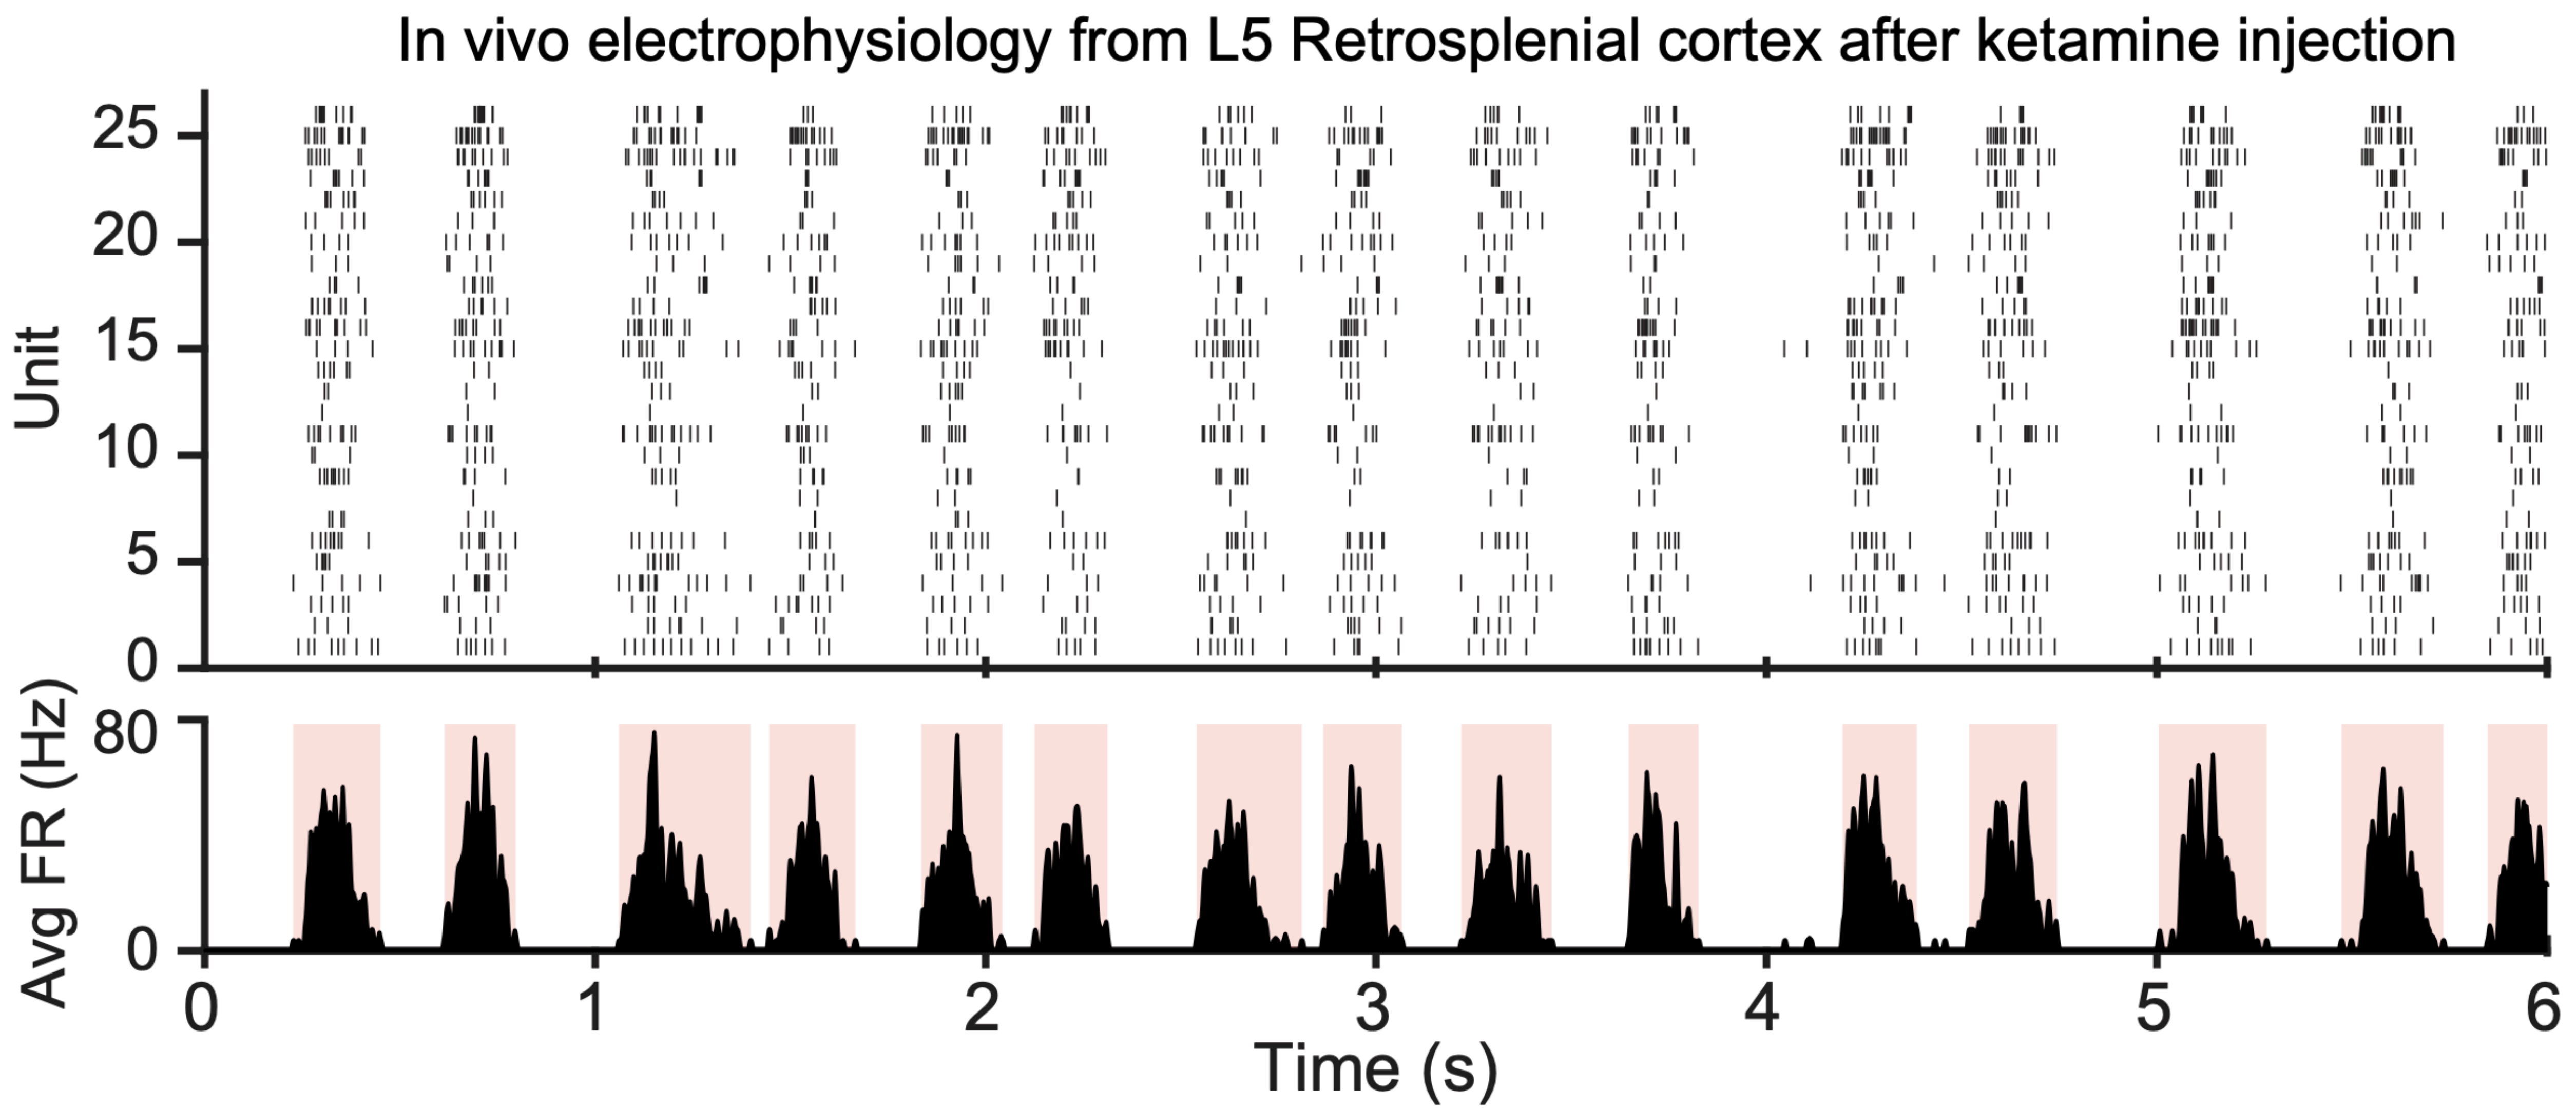 In vivo electrophysiology from L5 Retrosplenial cortex after ketamine injection
Unit
25
20
15
10
5
0
Avg FR (Hz)
80
0
0 1 2 3 4 5 6
Time (s)